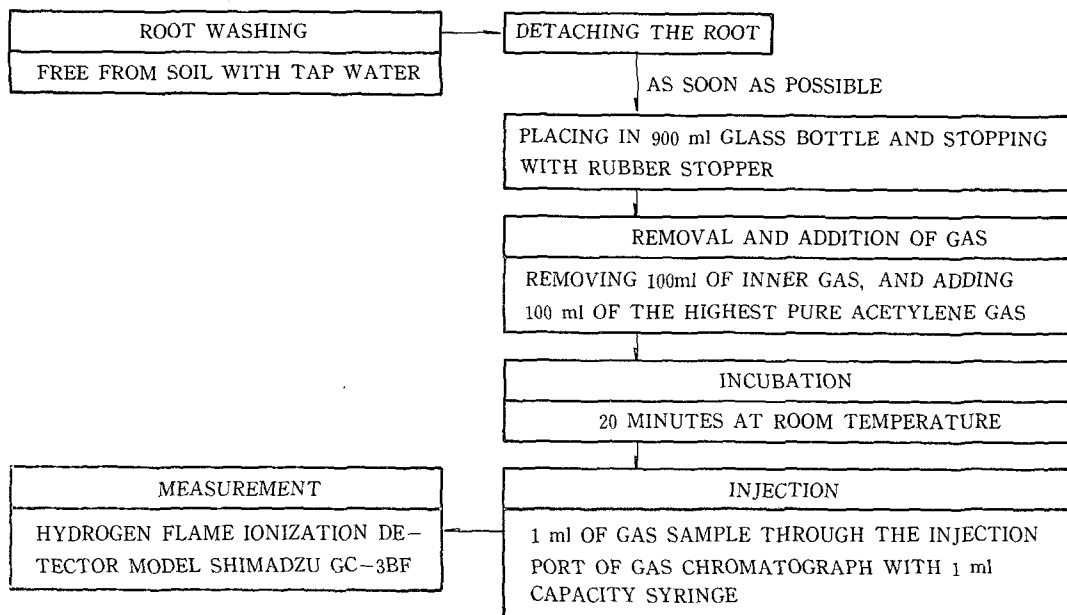 ROOT WASHING
FREE FROM SOIL WITH TAP WATER
DETACHING THE ROOT
AS SOON AS POSSIBLE
PLACING IN 900 ml GLASS BOTTLE AND STOPPING
WITH RUBBER STOPPER
REMOVAL AND ADDITION OF GAS
REMOVING 100ml OF INNER GAS, AND ADDING
100 ml OF THE HIGHEST PURE ACETYLENE GAS
INCUBATION
20 MINUTES AT ROOM TEMPERATURE
INJECTION
1 ml OF GAS SAMPLE THROUGH THE INJECTION
PORT OF GAS CHROMATOGRAPH WITH 1 ml
CAPACITY SYRINGE
MEASUREMENT
HYDROGEN FLAME IONIZATION DE-
TECTOR MODEL SHIMADZU GC-3BF